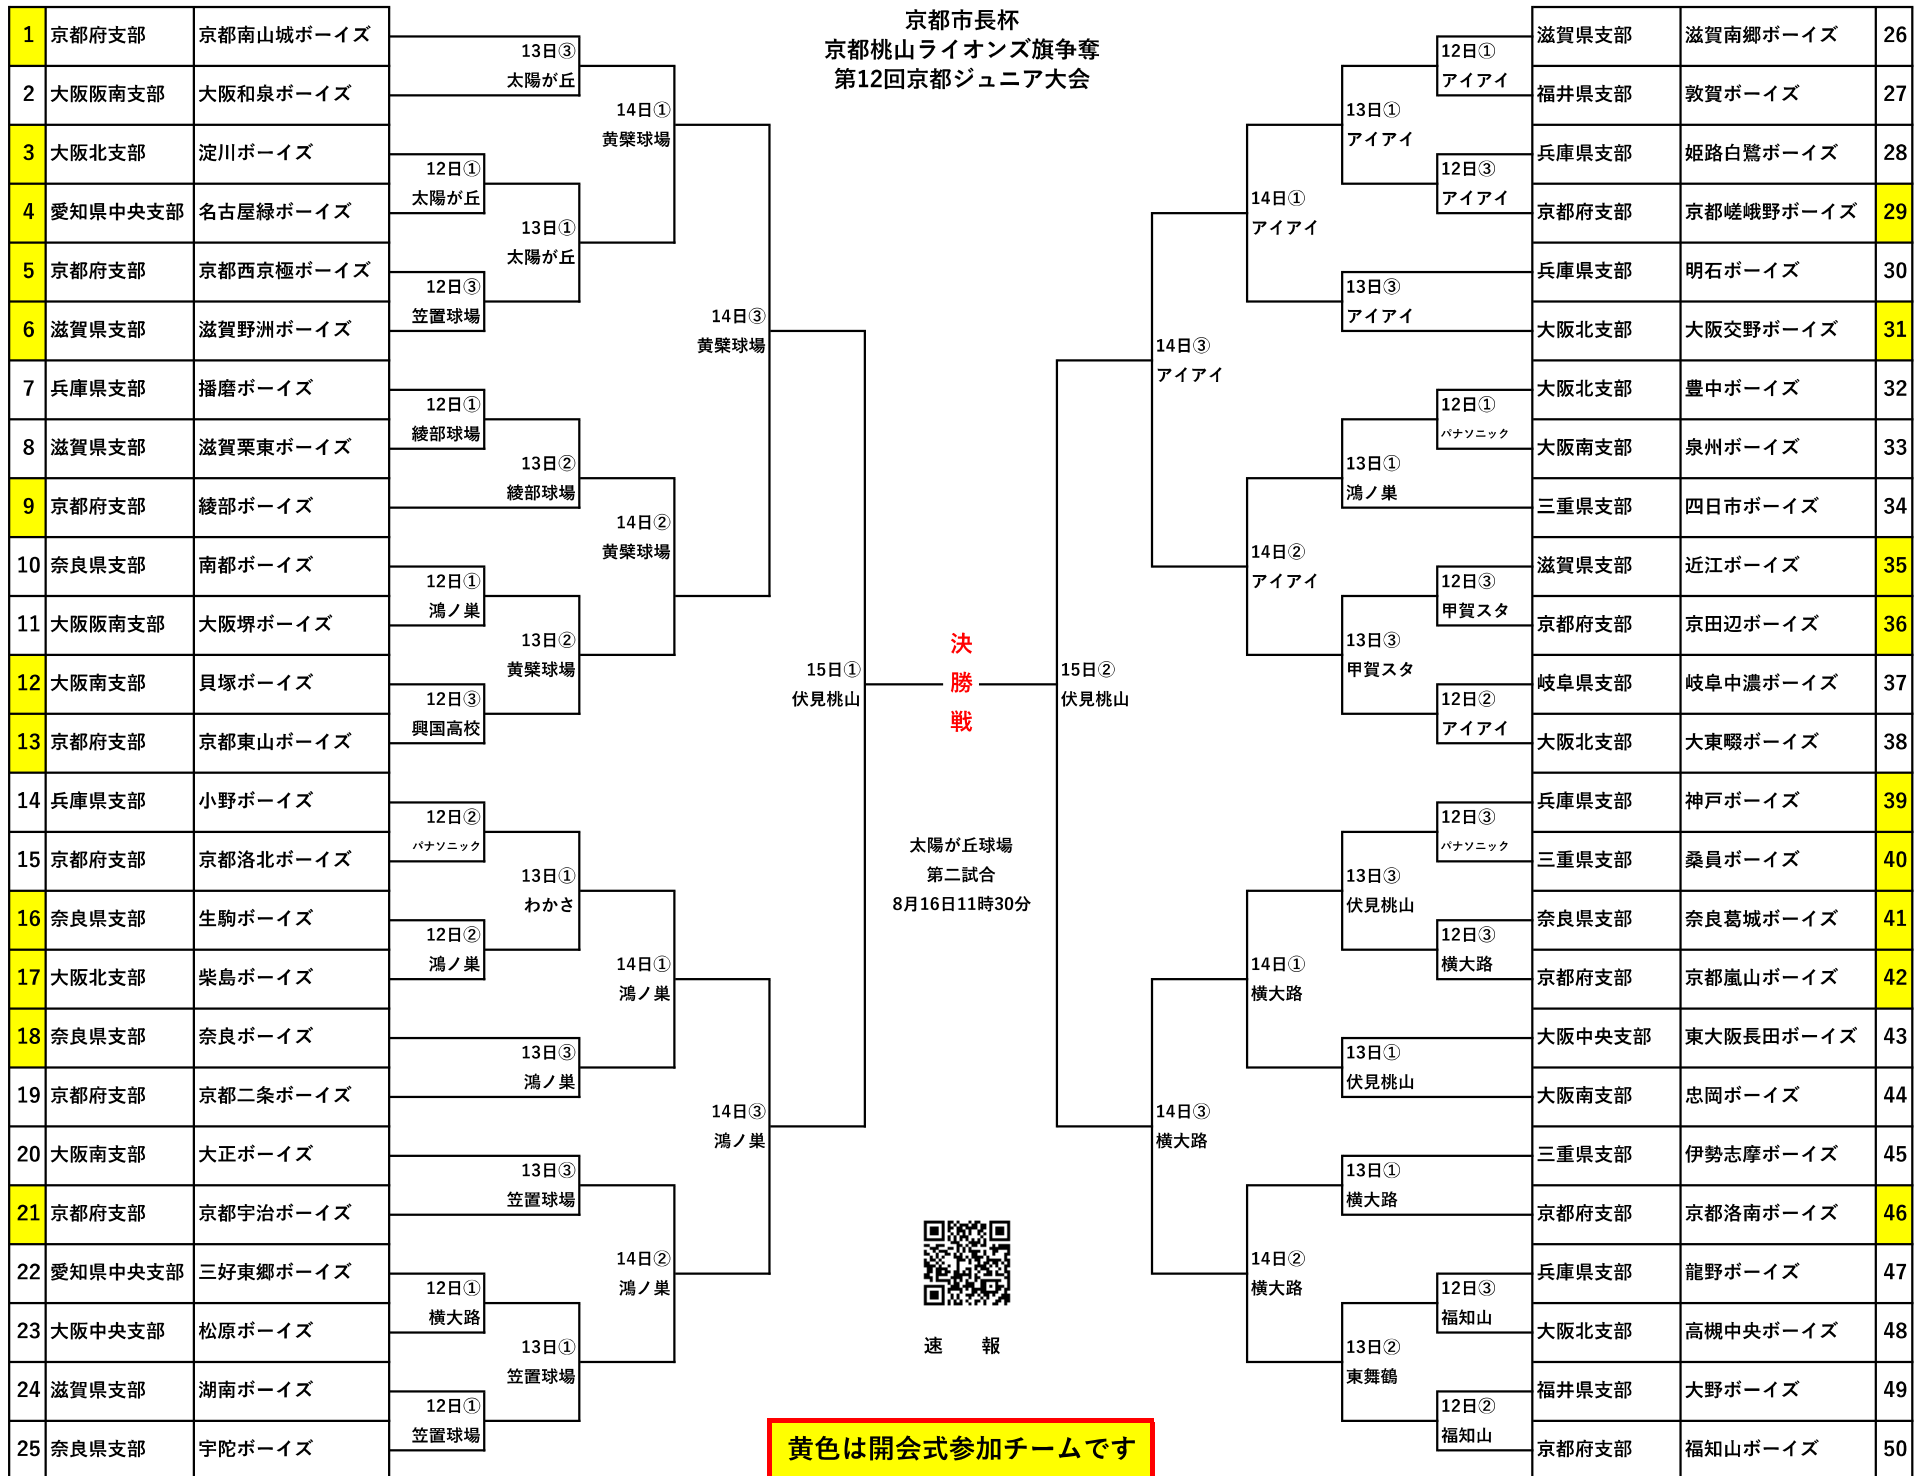 京都市長杯
京都桃山ライオンズ旗争奪
第12回京都ジュニア大会
1 京都府支部 京都南山城ボーイズ
2 大阪阪南支部 大阪和泉ボーイズ
3 大阪北支部 淀川ボーイズ
4 愛知県中央支部 名古屋緑ボーイズ
5 京都府支部 京都西京極ボーイズ
6 滋賀県支部 滋賀野洲ボーイズ
7 兵庫県支部 播磨ボーイズ
8 滋賀県支部 滋賀栗東ボーイズ
9 京都府支部 綾部ボーイズ
10 奈良県支部 南都ボーイズ
11 大阪阪南支部 大阪堺ボーイズ
12 大阪南支部 貝塚ボーイズ
13 京都府支部 京都東山ボーイズ
14 兵庫県支部 小野ボーイズ
15 京都府支部 京都洛北ボーイズ
16 奈良県支部 生駒ボーイズ
17 大阪北支部 柴島ボーイズ
18 奈良県支部 奈良ボーイズ
19 京都府支部 京都二条ボーイズ
20 大阪南支部 大正ボーイズ
21 京都府支部 京都宇治ボーイズ
22 愛知県中央支部 三好東郷ボーイズ
23 大阪中央支部 松原ボーイズ
24 滋賀県支部 湖南ボーイズ
25 奈良県支部 宇陀ボーイズ
12日①
太陽が丘
12日③
笠置球場
12日①
綾部球場
12日①
鴻ノ巣
12日③
興国高校
12日②
パナソニック
12日②
鴻ノ巣
12日①
横大路
12日①
笠置球場
13日③
太陽が丘
13日①
太陽が丘
13日②
綾部球場
13日②
黄檗球場
13日①
わかさ
13日③
鴻ノ巣
13日③
笠置球場
13日①
笠置球場
14日①
黄檗球場
14日②
黄檗球場
14日①
鴻ノ巣
14日②
鴻ノ巣
14日③
黄檗球場
14日③
鴻ノ巣
15日①
伏見桃山
決
勝
戦
太陽が丘球場
第二試合
8月16日11時30分
速 報
黄色は開会式参加チームです
15日②
伏見桃山
14日③
アイアイ
14日③
横大路
14日①
アイアイ
14日②
アイアイ
14日①
横大路
14日②
横大路
13日①
アイアイ
13日③
アイアイ
13日①
鴻ノ巣
13日③
甲賀スタ
13日③
伏見桃山
13日①
伏見桃山
13日①
横大路
13日②
東舞鶴
12日①
アイアイ
12日③
アイアイ
12日①
パナソニック
12日③
甲賀スタ
12日②
アイアイ
12日③
パナソニック
12日③
横大路
12日③
福知山
12日②
福知山
滋賀県支部 滋賀南郷ボーイズ 26
福井県支部 敦賀ボーイズ 27
兵庫県支部 姫路白鷺ボーイズ 28
京都府支部 京都嵯峨野ボーイズ 29
兵庫県支部 明石ボーイズ 30
大阪北支部 大阪交野ボーイズ 31
大阪北支部 豊中ボーイズ 32
大阪南支部 泉州ボーイズ 33
三重県支部 四日市ボーイズ 34
滋賀県支部 近江ボーイズ 35
京都府支部 京田辺ボーイズ 36
岐阜県支部 岐阜中濃ボーイズ 37
大阪北支部 大東畷ボーイズ 38
兵庫県支部 神戸ボーイズ 39
三重県支部 桑員ボーイズ 40
奈良県支部 奈良葛城ボーイズ 41
京都府支部 京都嵐山ボーイズ 42
大阪中央支部 東大阪長田ボーイズ 43
大阪南支部 忠岡ボーイズ 44
三重県支部 伊勢志摩ボーイズ 45
京都府支部 京都洛南ボーイズ 46
兵庫県支部 龍野ボーイズ 47
大阪北支部 高槻中央ボーイズ 48
福井県支部 大野ボーイズ 49
京都府支部 福知山ボーイズ 50